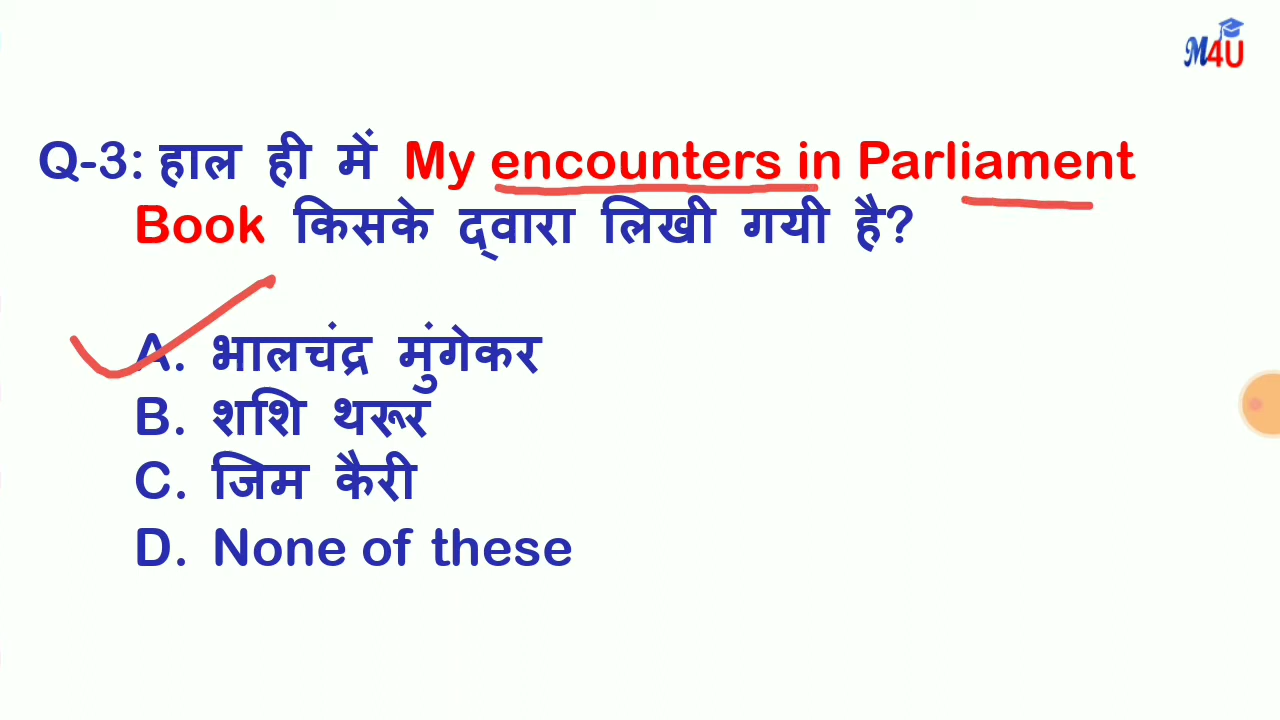 M4U
Q-3: हाल ही में My encounters in Parliament
Book किसके द्वारा लिखी गयी है?
A. भालचंद्र मुंगेकर
B. शशि थरूर
C. जिम कैरी
D. None of these